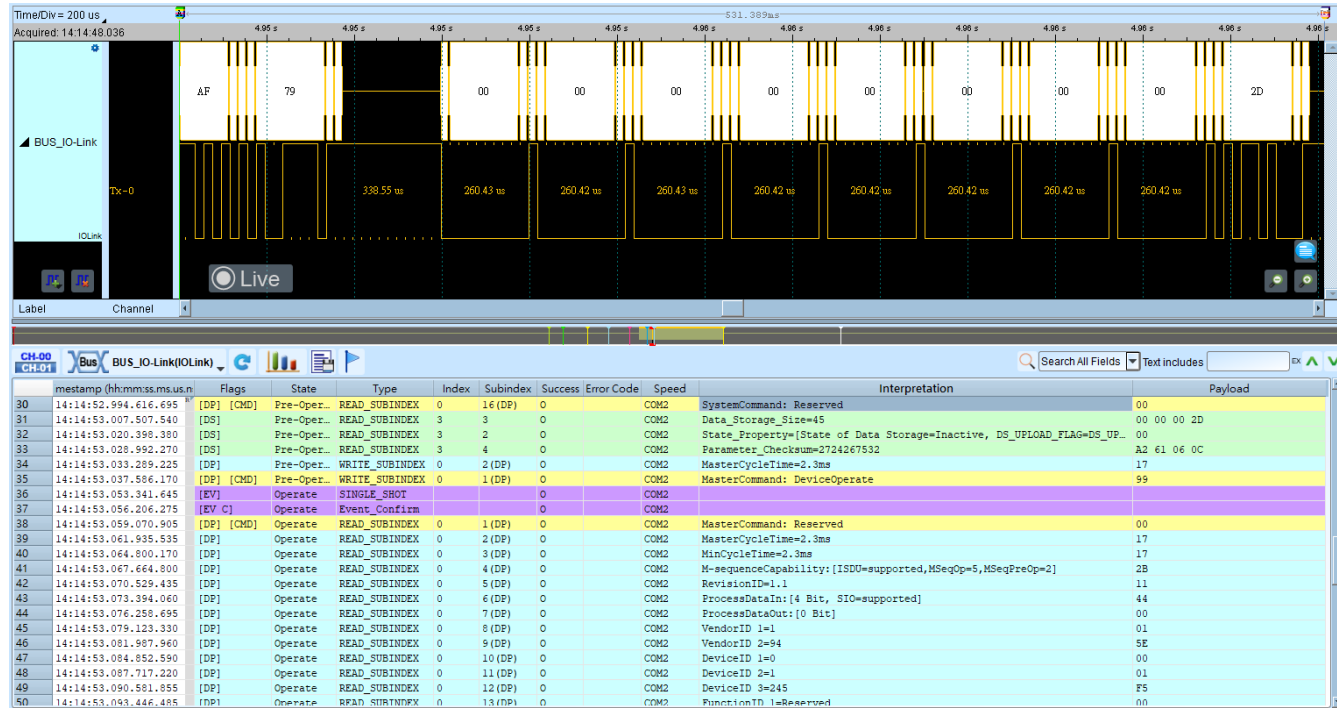 Time/Div = 200 us
531.389ms
Acquired: 14:14:48.036
4.95 s 4.95 s 4.95 s 4.95 s 4.96 s 4.96 s 4.96 s 4.96 s 4.96 s 4.96 s 4.96 s 4.96 s 4.96 s
AF 79 00 00 00 00 00 00 00 00 2D
BUS_IO-Link
Tx-0 338.55 us 260.43 us 260.42 us 260.43 us 260.42 us 260.42 us 260.42 us 260.42 us 260.42 us
IOLink
Live
Label Channel
CH-00
CH-01
Bus BUS_IO-Link(IOLink) Search All Fields Text includes EX
mestamp (hh:mm:ss.ms.us.n Flags State Type Index Subindex Success Error Code Speed Interpretation Payload
30 14:14:52.994.616.695 [DP] [CMD] Pre-Oper... READ_SUBINDEX 0 16(DP) O COM2 SystemCommand: Reserved 00
31 14:14:53.007.507.540 [DS] Pre-Oper... READ_SUBINDEX 3 3 O COM2 Data_Storage_Size=45 00 00 00 2D
32 14:14:53.020.398.380 [DS] Pre-Oper... READ_SUBINDEX 3 2 O COM2 State_Property=[State of Data Storage=Inactive, DS_UPLOAD_FLAG=DS_UP... 00
33 14:14:53.028.992.270 [DS] Pre-Oper... READ_SUBINDEX 3 4 O COM2 Parameter_Checksum=2724267532 A2 61 06 0C
34 14:14:53.033.289.225 [DP] Pre-Oper... WRITE_SUBINDEX 0 2(DP) O COM2 MasterCycleTime=2.3ms 17
35 14:14:53.037.586.170 [DP] [CMD] Pre-Oper... WRITE_SUBINDEX 0 1(DP) O COM2 MasterCommand: DeviceOperate 99
36 14:14:53.053.341.645 [EV] Operate SINGLE_SHOT O COM2
37 14:14:53.056.206.275 [EV C] Operate Event_Confirm O COM2
38 14:14:53.059.070.905 [DP] [CMD] Operate READ_SUBINDEX 0 1(DP) O COM2 MasterCommand: Reserved 00
39 14:14:53.061.935.535 [DP] Operate READ_SUBINDEX 0 2(DP) O COM2 MasterCycleTime=2.3ms 17
40 14:14:53.064.800.170 [DP] Operate READ_SUBINDEX 0 3(DP) O COM2 MinCycleTime=2.3ms 17
41 14:14:53.067.664.800 [DP] Operate READ_SUBINDEX 0 4(DP) O COM2 M-sequenceCapability:[ISDU=supported,MSeqOp=5,MSeqPreOp=2] 2B
42 14:14:53.070.529.435 [DP] Operate READ_SUBINDEX 0 5(DP) O COM2 RevisionID=1.1 11
43 14:14:53.073.394.060 [DP] Operate READ_SUBINDEX 0 6(DP) O COM2 ProcessDataIn:[4 Bit, SIO=supported] 44
44 14:14:53.076.258.695 [DP] Operate READ_SUBINDEX 0 7(DP) O COM2 ProcessDataOut:[0 Bit] 00
45 14:14:53.079.123.330 [DP] Operate READ_SUBINDEX 0 8(DP) O COM2 VendorID 1=1 01
46 14:14:53.081.987.960 [DP] Operate READ_SUBINDEX 0 9(DP) O COM2 VendorID 2=94 5E
47 14:14:53.084.852.590 [DP] Operate READ_SUBINDEX 0 10(DP) O COM2 DeviceID 1=0 00
48 14:14:53.087.717.220 [DP] Operate READ_SUBINDEX 0 11(DP) O COM2 DeviceID 2=1 01
49 14:14:53.090.581.855 [DP] Operate READ_SUBINDEX 0 12(DP) O COM2 DeviceID 3=245 F5
50 14:14:53.093.446.485 [DP] Operate READ_SUBINDEX 0 13(DP) O COM2 FunctionID 1=Reserved 00